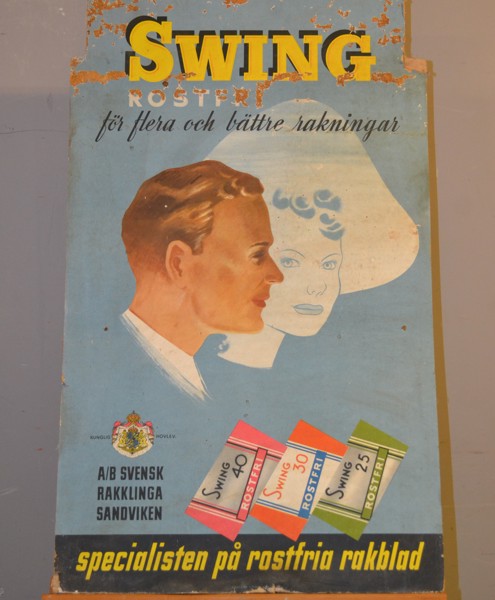 SWING
ROSTFRI
för flera och bättre rakningar
KUNGLIG HOVLEV.
A/B SVENSK
RAKKLINGA
SANDVIKEN
SWING 40
ROSTFRI
SWING 30
ROSTFRI
SWING 25
ROSTFRI
specialisten på rostfria rakblad